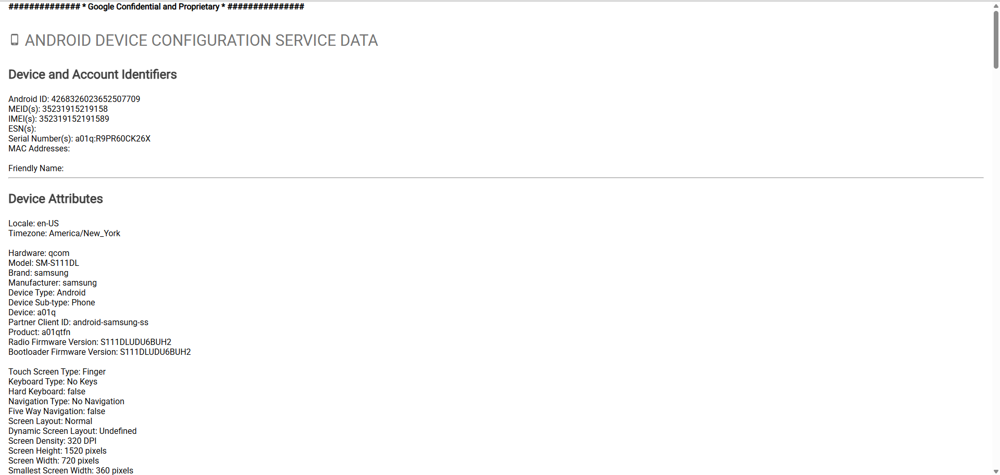 ############## * Google Confidential and Proprietary * ###############
ANDROID DEVICE CONFIGURATION SERVICE DATA
Device and Account Identifiers
Android ID: 4268326023652507709
MEID(s): 35231915219158
IMEI(s): 352319152191589
ESN(s):
Serial Number(s): a01q:R9PR60CK26X
MAC Addresses:
Friendly Name:
Device Attributes
Locale: en-US
Timezone: America/New_York
Hardware: qcom
Model: SM-S111DL
Brand: samsung
Manufacturer: samsung
Device Type: Android
Device Sub-type: Phone
Device: a01q
Partner Client ID: android-samsung-ss
Product: a01qtfn
Radio Firmware Version: S111DLUDU6BUH2
Bootloader Firmware Version: S111DLUDU6BUH2
Touch Screen Type: Finger
Keyboard Type: No Keys
Hard Keyboard: false
Navigation Type: No Navigation
Five Way Navigation: false
Screen Layout: Normal
Dynamic Screen Layout: Undefined
Screen Density: 320 DPI
Screen Height: 1520 pixels
Screen Width: 720 pixels
Smallest Screen Width: 360 pixels